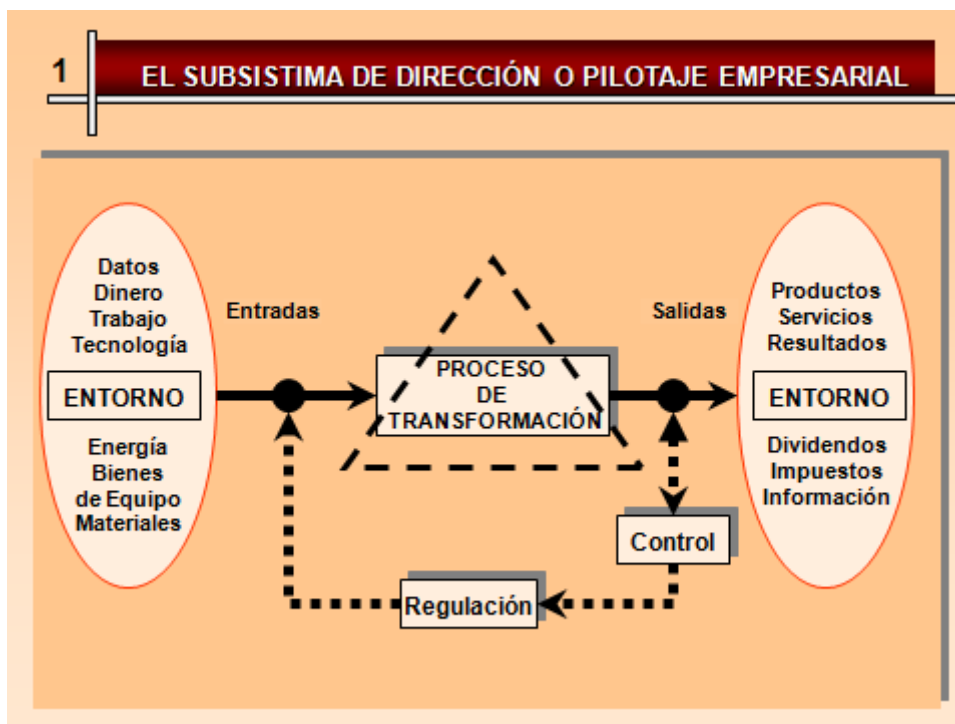 1
EL SUBSISTIMA DE DIRECCIÓN O PILOTAJE EMPRESARIAL
Datos
Dinero
Trabajo
Tecnología
ENTORNO
Energía
Bienes
de Equipo
Materiales
Entradas
PROCESO
DE
TRANSFORMACIÓN
Salidas
Productos
Servicios
Resultados
ENTORNO
Dividendos
Impuestos
Información
Control
Regulación